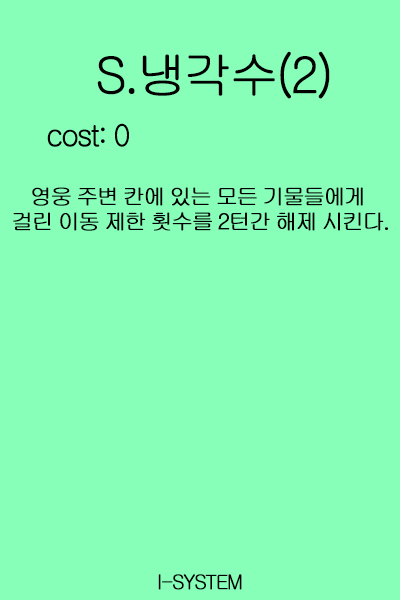 S.냉각수(2)
cost: 0
영웅 주변 칸에 있는 모든 기물들에게
걸린 이동 제한 횟수를 2턴간 해제 시킨다.
I-SYSTEM